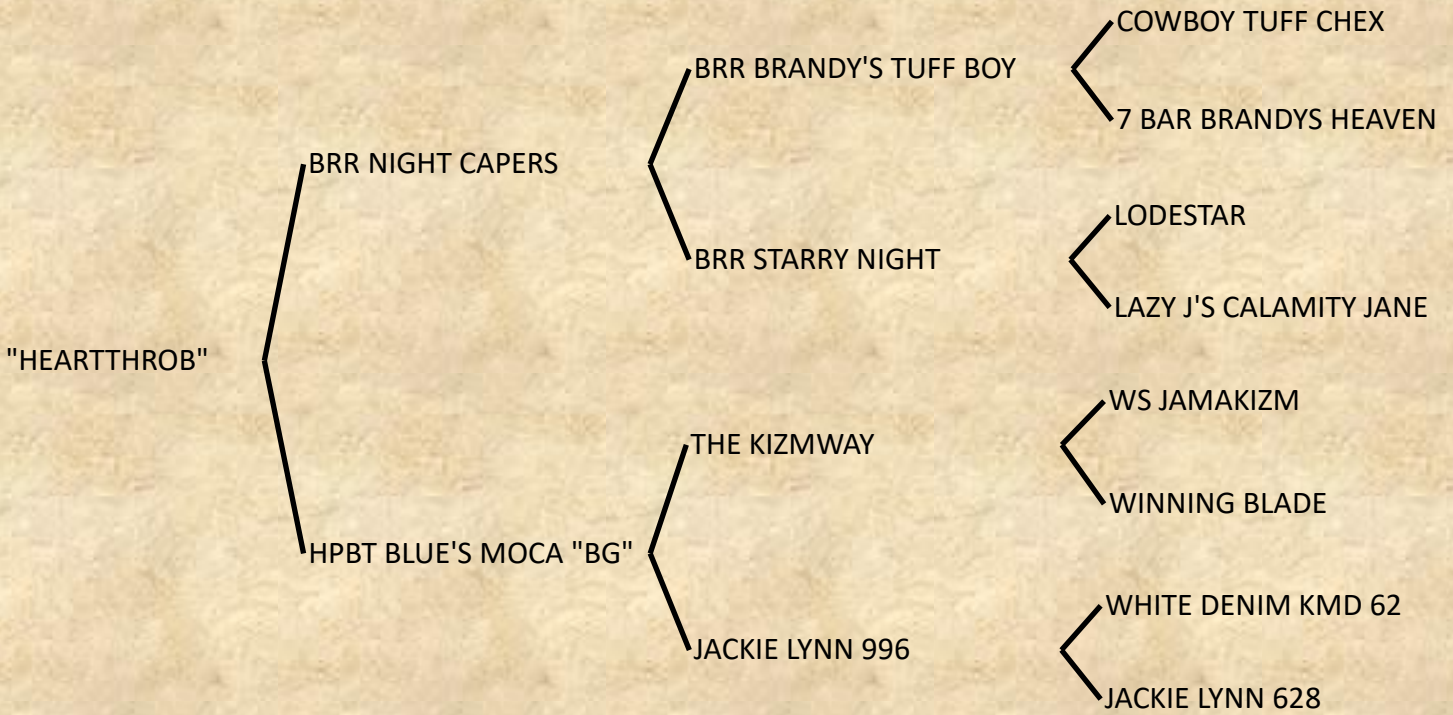 COWBOY TUFF CHEX
BRR BRANDY'S TUFF BOY
7 BAR BRANDYS HEAVEN
BRR NIGHT CAPERS
LODESTAR
BRR STARRY NIGHT
LAZY J'S CALAMITY JANE
"HEARTTHROB"
WS JAMAKIZM
THE KIZMWAY
WINNING BLADE
HPBT BLUE'S MOCA "BG"
WHITE DENIM KMD 62
JACKIE LYNN 996
JACKIE LYNN 628